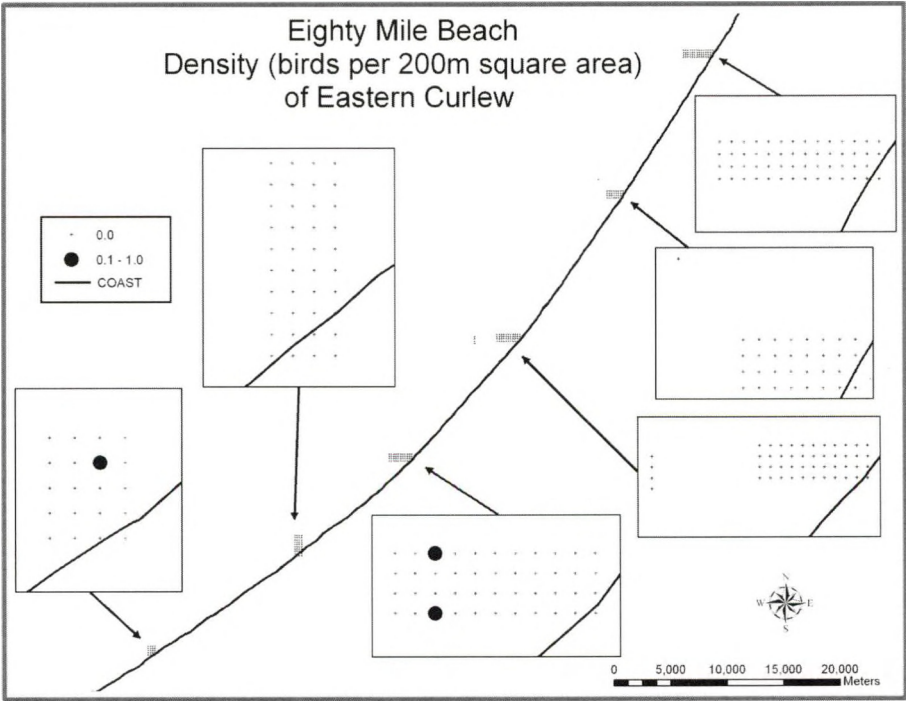 Eighty Mile Beach
Density (birds per 200m square area)
of Eastern Curlew
0.0
0.1 - 1.0
COAST
N
W E
S
0 5,000 10,000 15,000 20,000
Meters